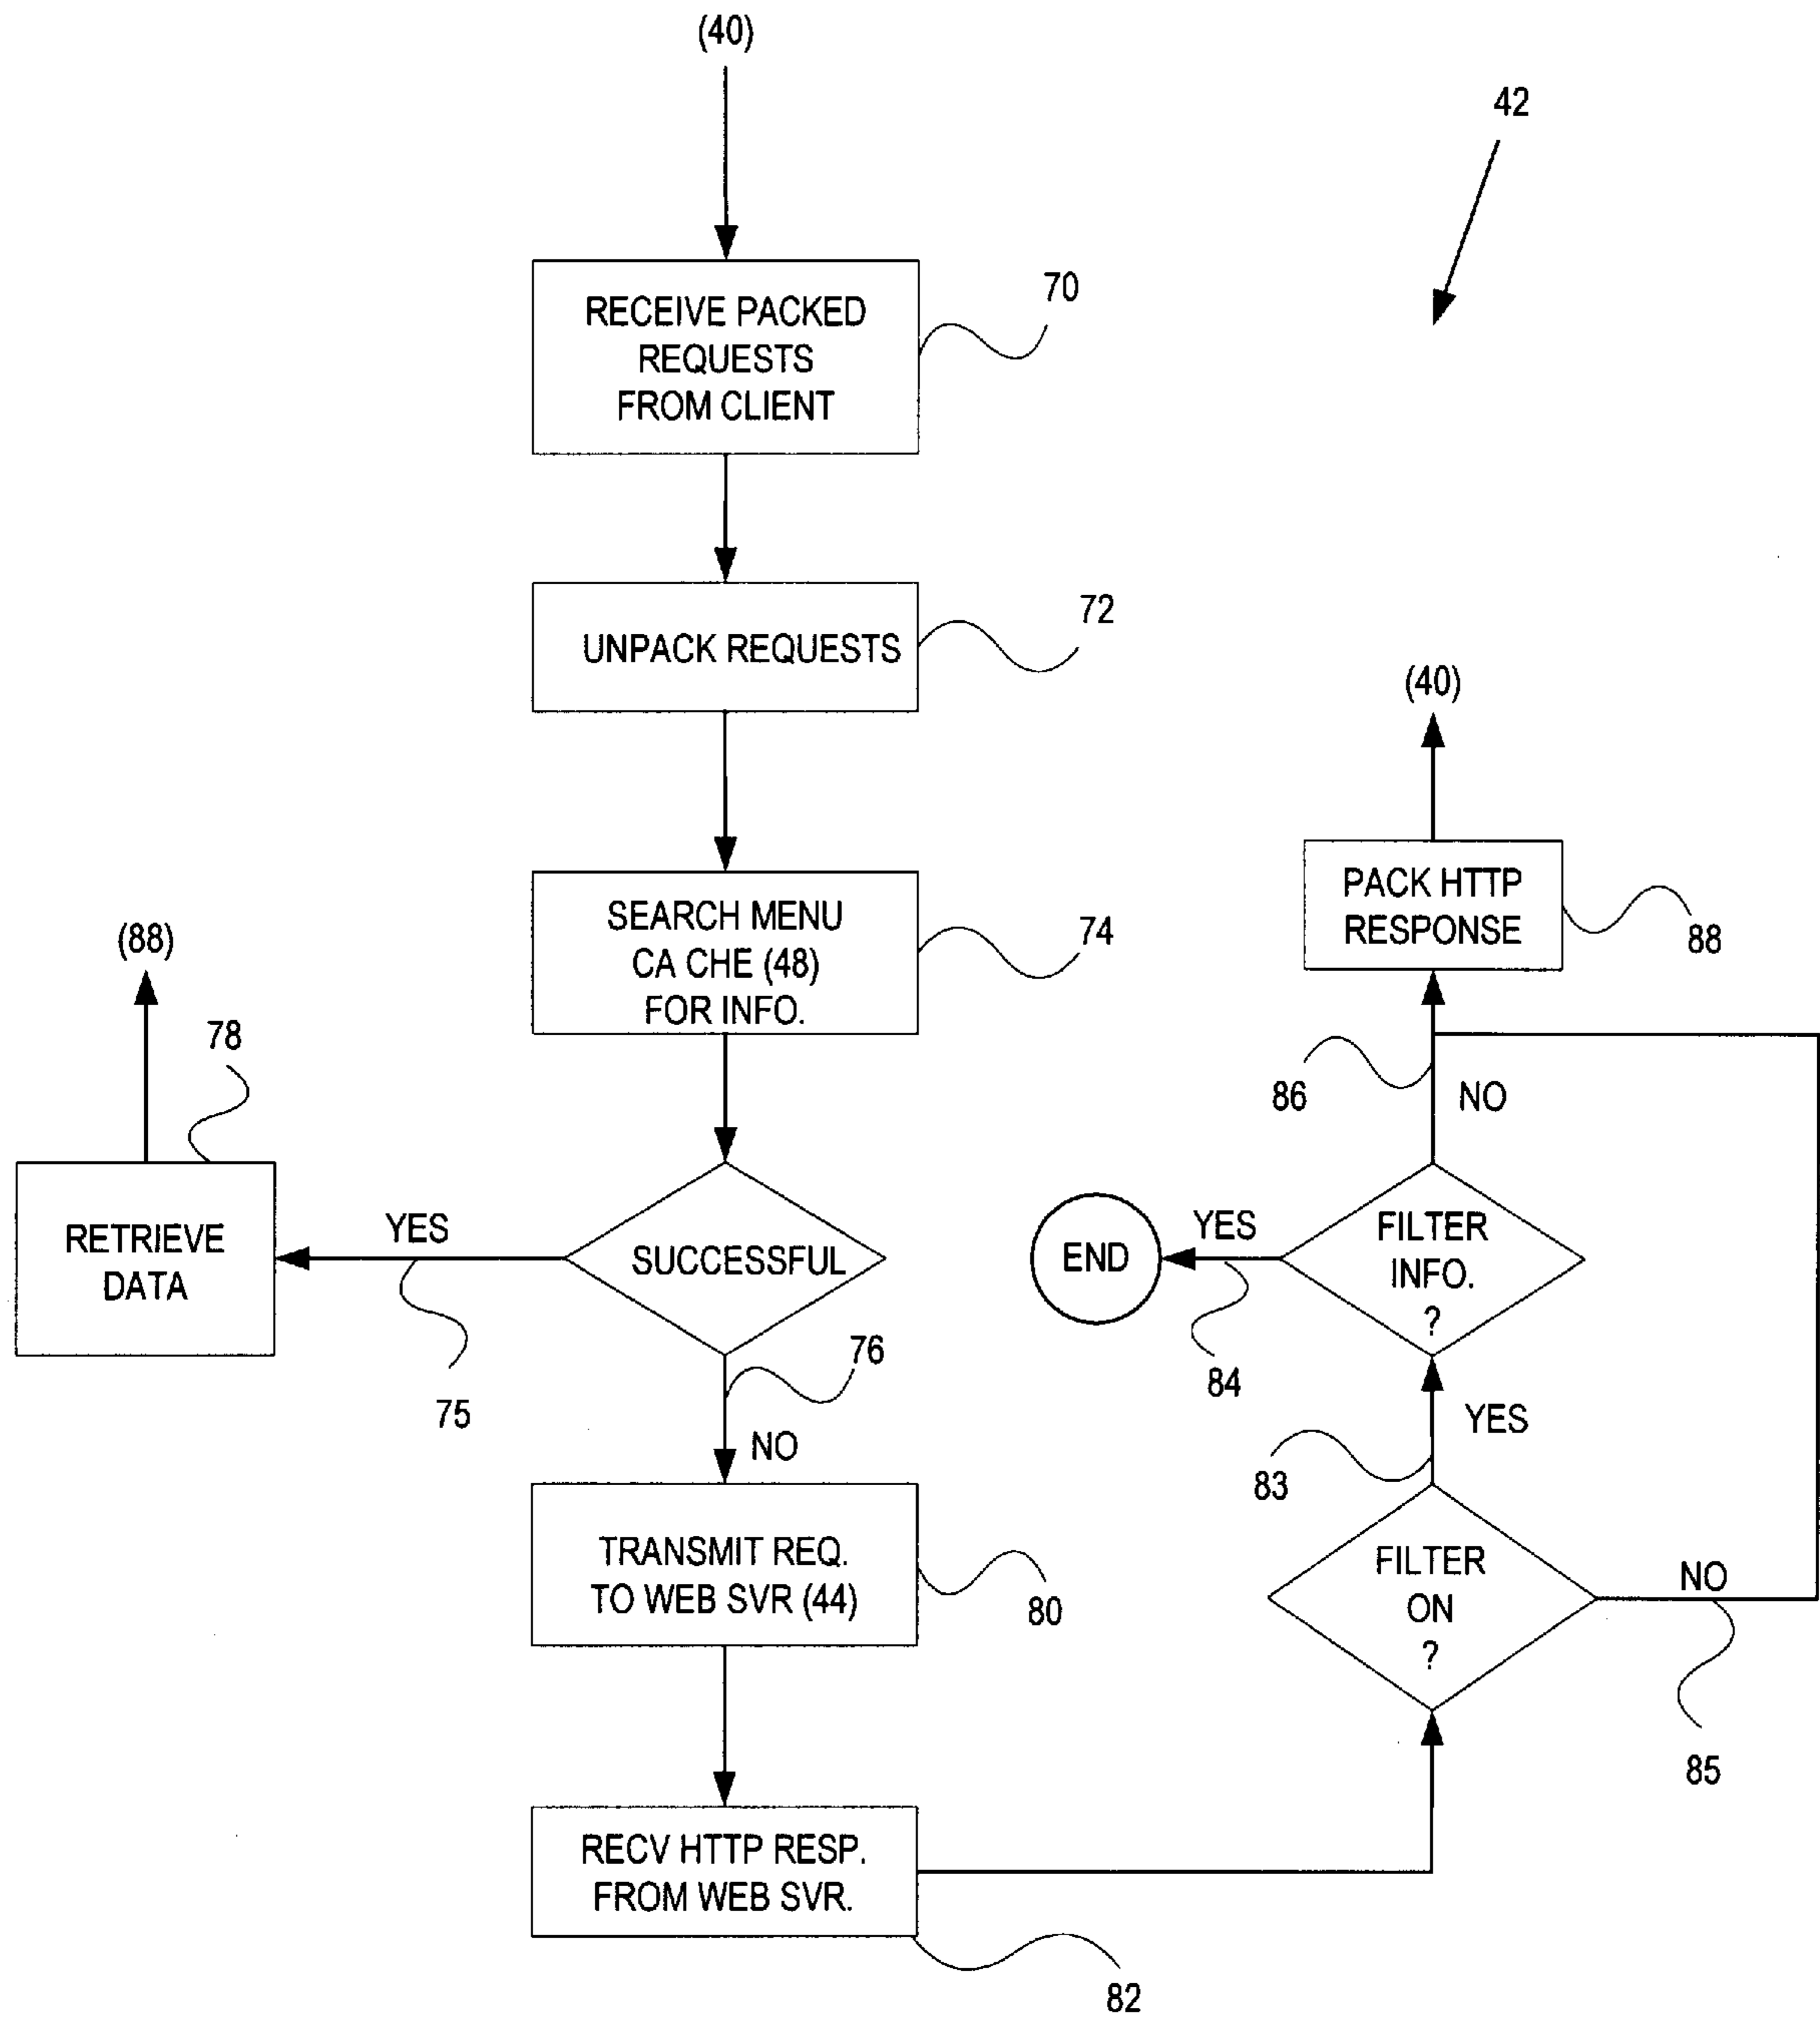 (40)
42
RECEIVE PACKED
REQUESTS
FROM CLIENT
70
UNPACK REQUESTS
72
SEARCH MENU
CA CHE (48)
FOR INFO.
74
(88)
78
RETRIEVE
DATA
YES
75
SUCCESSFUL
76
NO
TRANSMIT REQ.
TO WEB SVR (44)
80
RECV HTTP RESP.
FROM WEB SVR.
82
(40)
PACK HTTP
RESPONSE
88
86
NO
END
YES
84
FILTER
INFO.
?
83
YES
FILTER
ON
?
NO
85